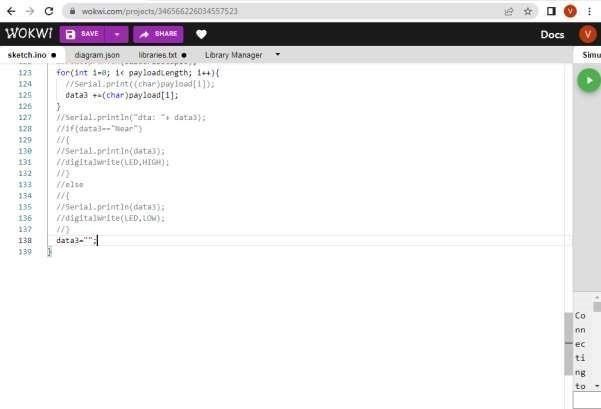 wokwi.com/projects/346566226034557523
V
WOKWI
SAVE
SHARE
Docs
V
sketch.ino
diagram.json
libraries.txt
Library Manager
Simu
123 for(int i=0; i< payloadLength; i++){
124 //Serial.print((char)payload[i]);
125 data3 +=(char)payload[i];
126 }
127 //Serial.println("dta: "+ data3);
128 //if(data3=="Near")
129 //{
130 //Serial.println(data3);
131 //digitalWrite(LED,HIGH);
132 //}
133 //else
134 //{
135 //Serial.println(data3);
136 //digitalWrite(LED,LOW);
137 //}
138 data3="";
139 }
Co
nn
ec
ti
ng
to